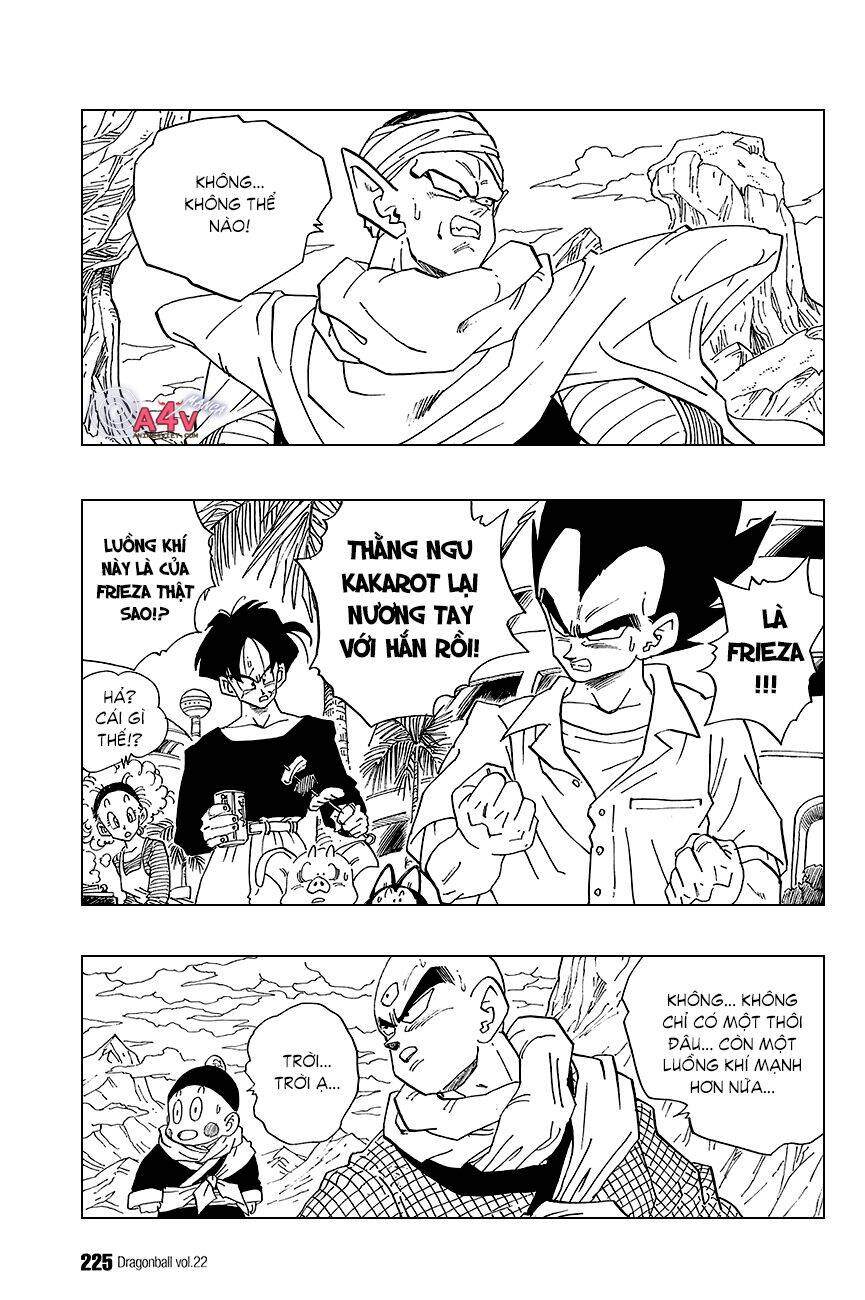 KHÔNG...
KHÔNG THỂ
NÀO!
MANGA
A4V
LUỒNG KHÍ
NÀY LÀ CỦA
FRIEZA THẬT
SAO!?
THẰNG NGU
KAKAROT LẠI
NƯƠNG TAY
VỚI HẮN RỒI!
LÀ
FRIEZA
!!!
HẢ?
CÁI GÌ
THẾ!?
KHÔNG... KHÔNG
CHỈ CÓ MỘT THÔI
ĐÂU... CÒN MỘT
LUỒNG KHÍ MẠNH
HƠN NỮA...
TRỜI...
TRỜI Ạ...
225 Dragonball vol.22